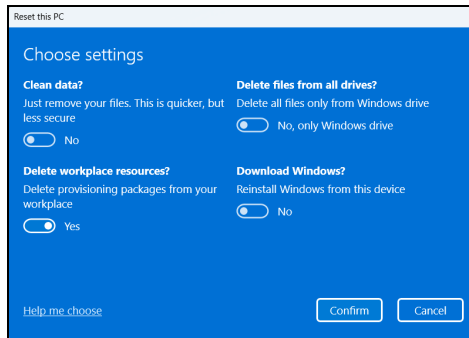 Reset this PC
Choose settings
Clean data?
Just remove your files. This is quicker, but
less secure
No
Delete files from all drives?
Delete all files only from Windows drive
No, only Windows drive
Delete workplace resources?
Delete provisioning packages from your
workplace
Yes
Download Windows?
Reinstall Windows from this device
No
Help me choose
Confirm
Cancel